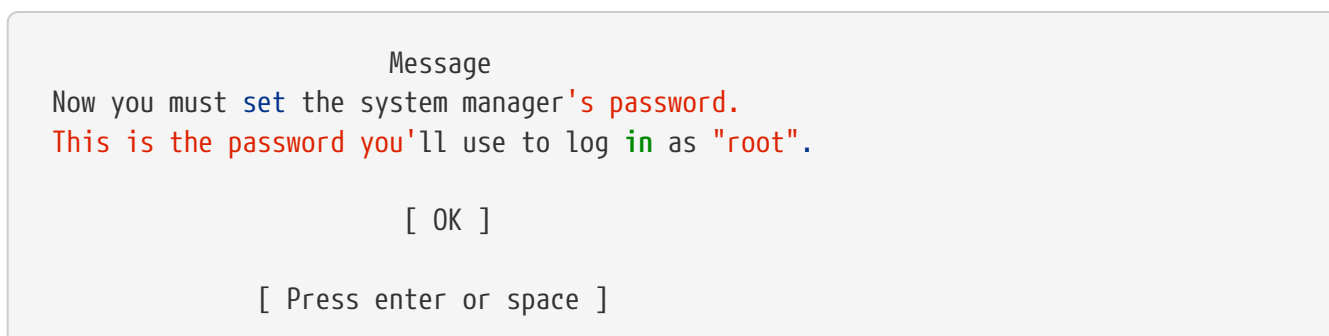 Message
Now you must set the system manager's password.
This is the password you'll use to log in as "root".
[ OK ]
[ Press enter or space ]